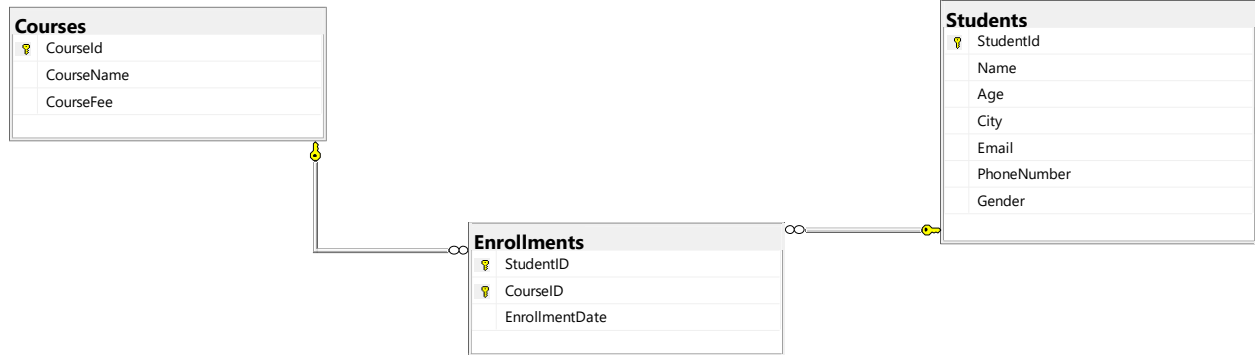 Courses
CourseId
CourseName
CourseFee
Students
StudentId
Name
Age
City
Email
PhoneNumber
Gender
Enrollments
StudentID
CourseID
EnrollmentDate